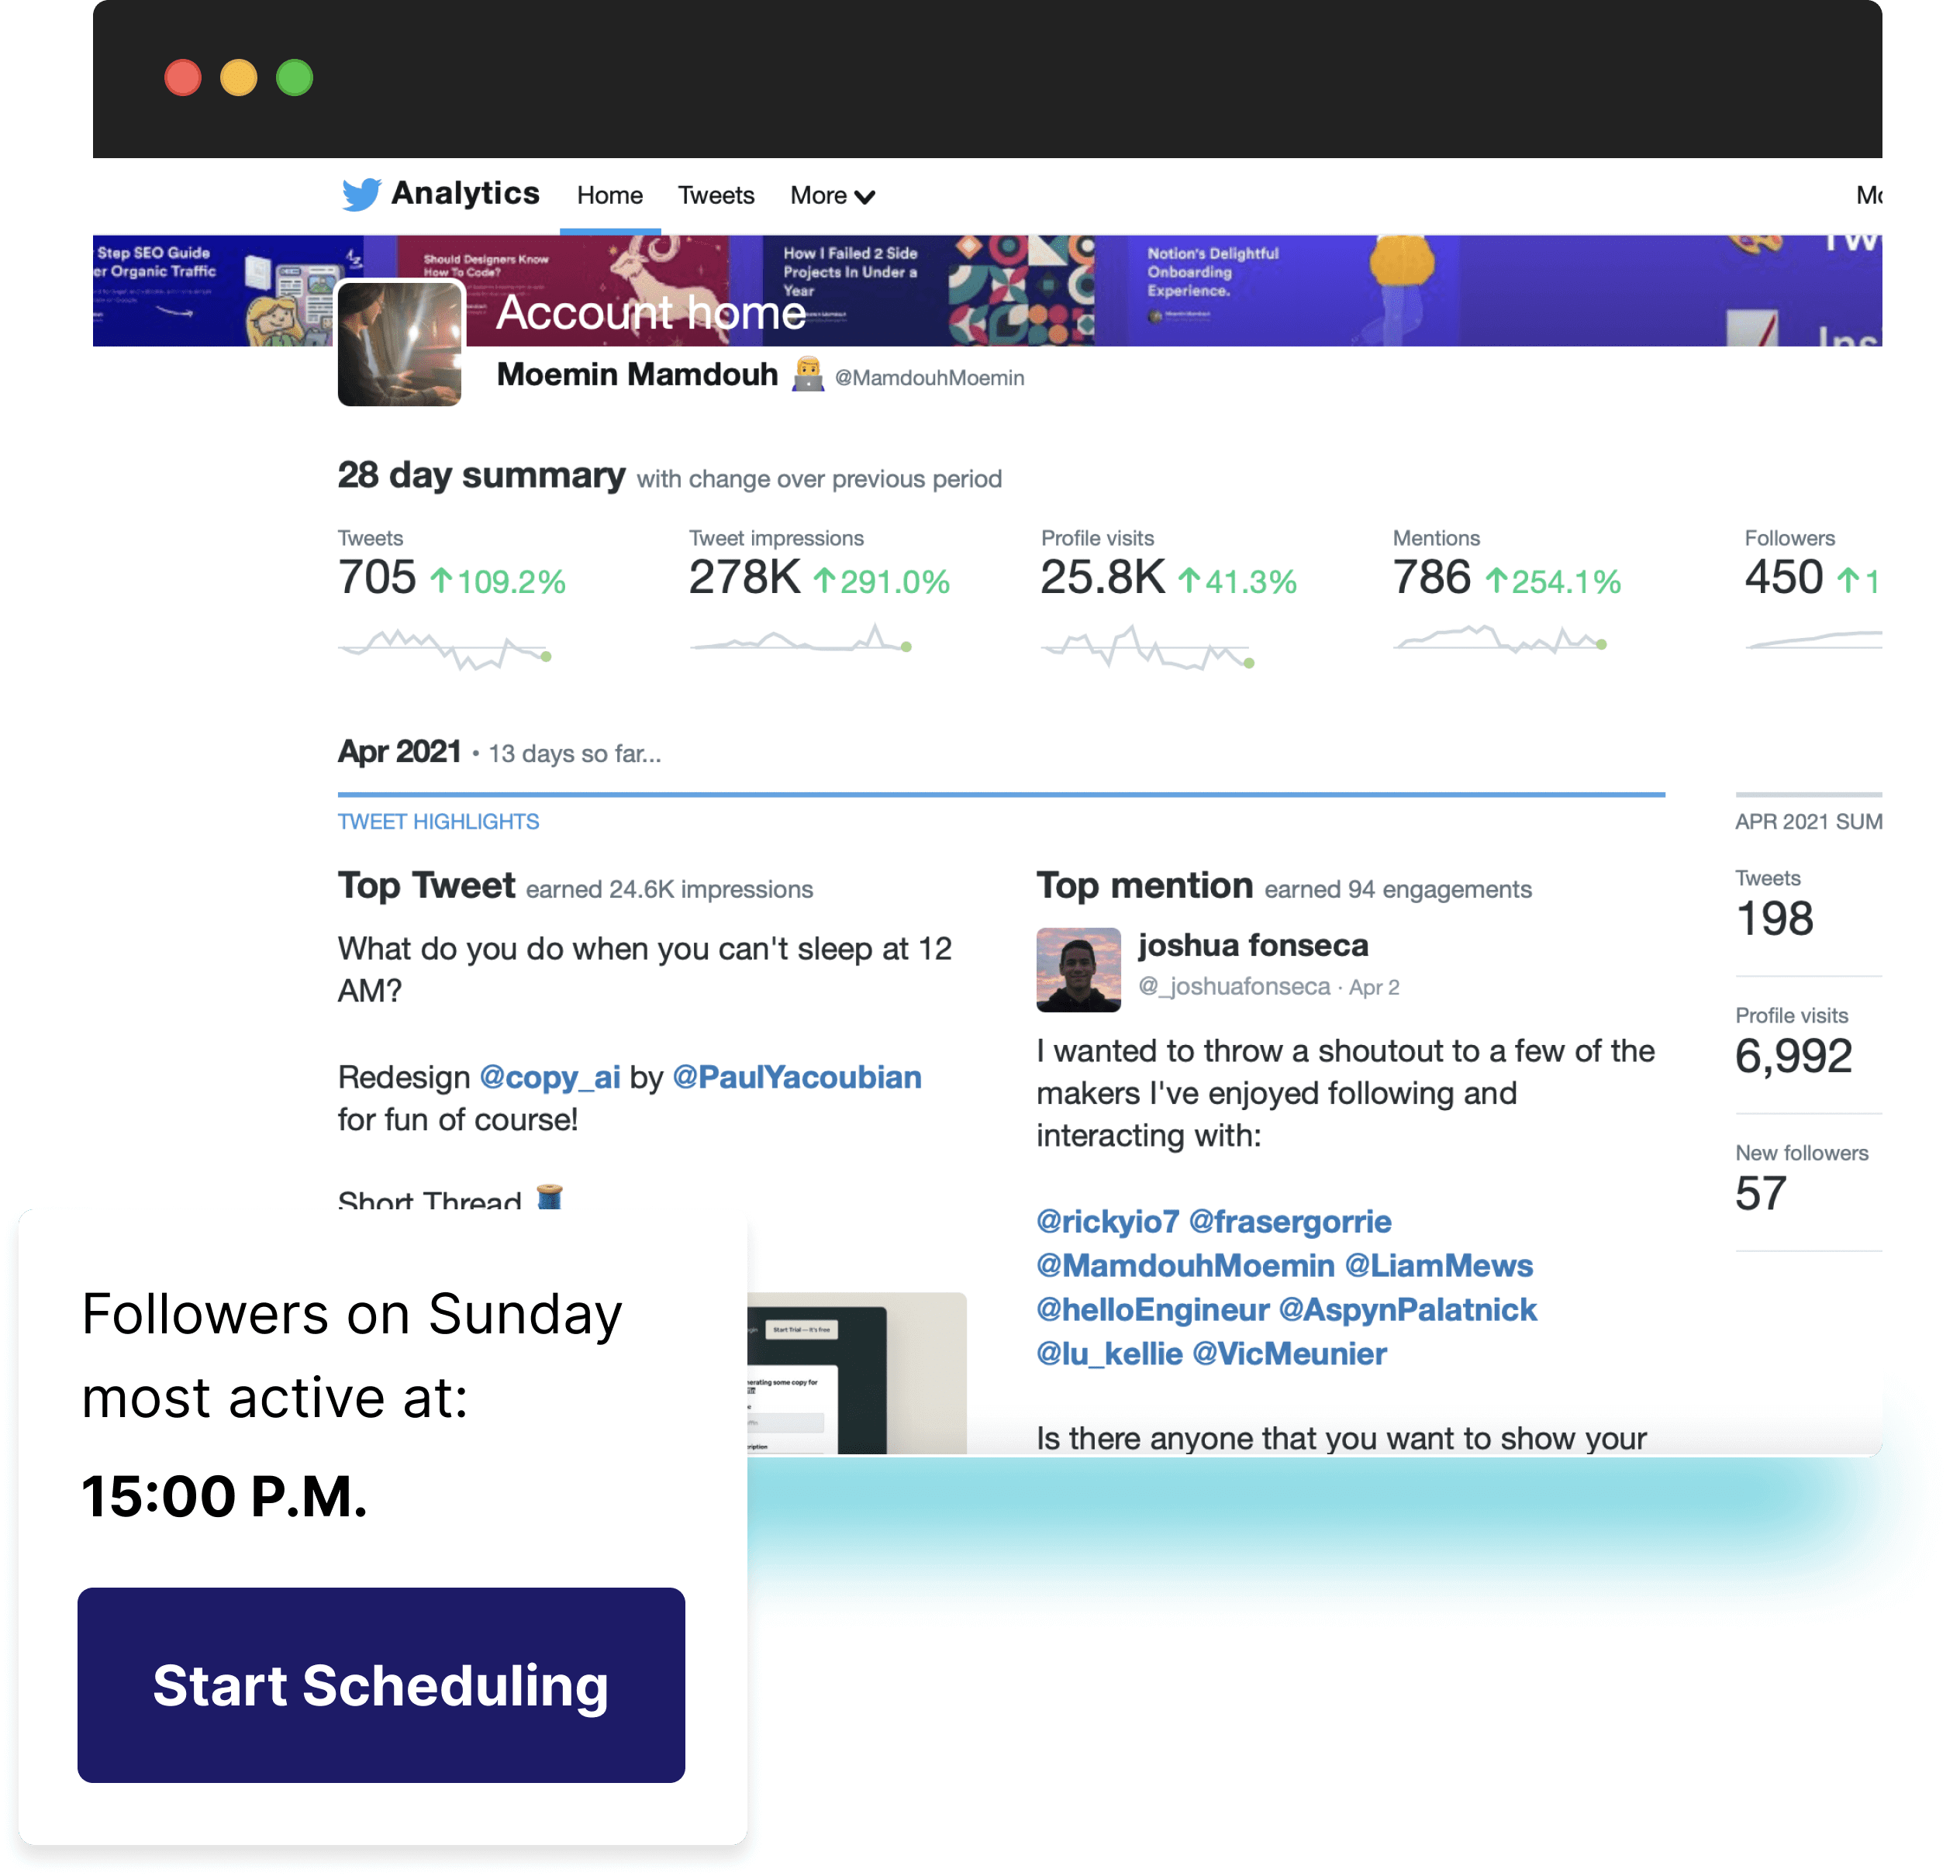 Analytics Home Tweets More
Step SEO Guide
er Organic Traffic
Should Designers Know
How To Code?
How I Failed 2 Side
Projects In Under a
Year
Notion's Delightful
Onboarding
Experience.
Account home
Moemin Mamdouh @MamdouhMoemin
28 day summary with change over previous period
Tweets
705 ↑109.2%
Tweet impressions
278K ↑291.0%
Profile visits
25.8K ↑41.3%
Mentions
786 ↑254.1%
Followers
450 ↑1
Apr 2021 • 13 days so far...
TWEET HIGHLIGHTS
Top Tweet earned 24.6K impressions
What do you do when you can't sleep at 12
AM?
Redesign @copy_ai by @PaulYacoubian
for fun of course!
Short Thread
Start Trial — It's free
erating some copy for
Top mention earned 94 engagements
joshua fonseca
@_joshuafonseca · Apr 2
I wanted to throw a shoutout to a few of the
makers I've enjoyed following and
interacting with:
@rickyio7 @frasergorrie
@MamdouhMoemin @LiamMews
@helloEngineur @AspynPalatnick
@lu_kellie @VicMeunier
Is there anyone that you want to show your
APR 2021 SUM
Tweets
198
Profile visits
6,992
New followers
57
Followers on Sunday
most active at:
15:00 P.M.
Start Scheduling